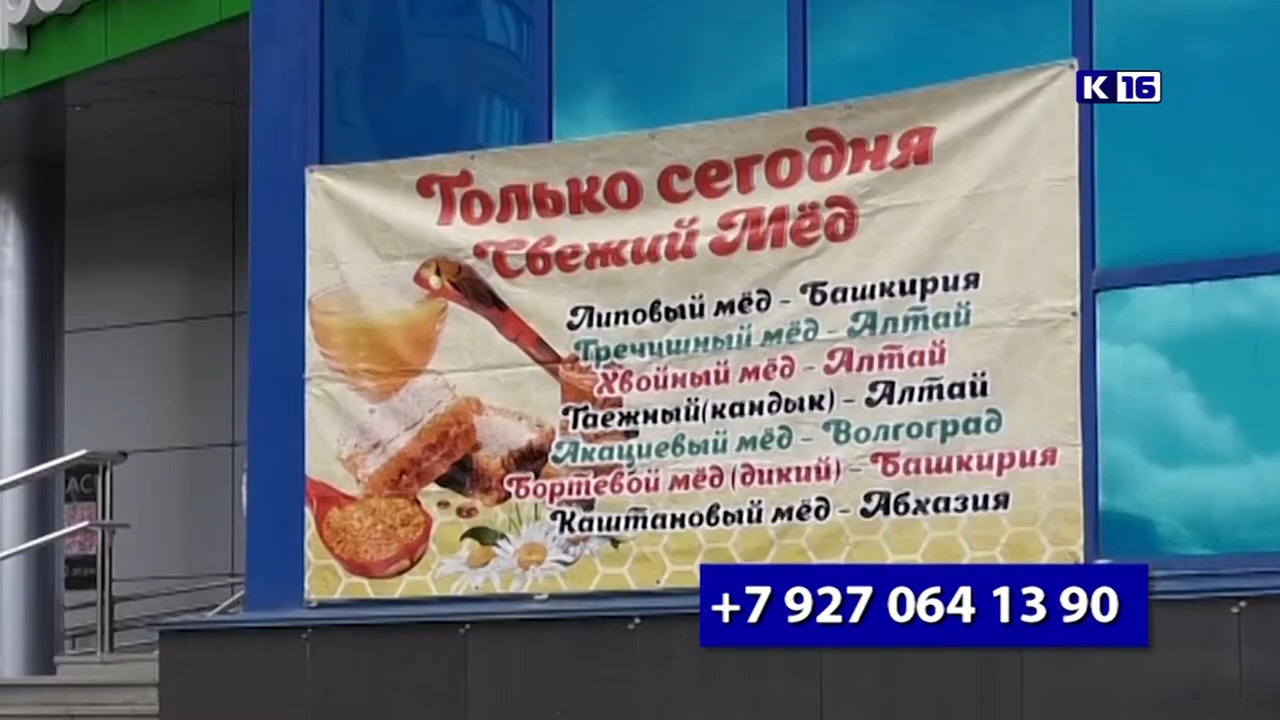 К 16
Только сегодня
Свежий Мёд
Липовый мёд - Башкирия
Гречишный мёд - Алтай
Хвойный мёд - Алтай
Таежный(кандык) - Алтай
Акациевый мёд - Волгоград
Бортевой мёд (дикий) - Башкирия
Каштановый мёд - Абхазия
+7 927 064 13 90